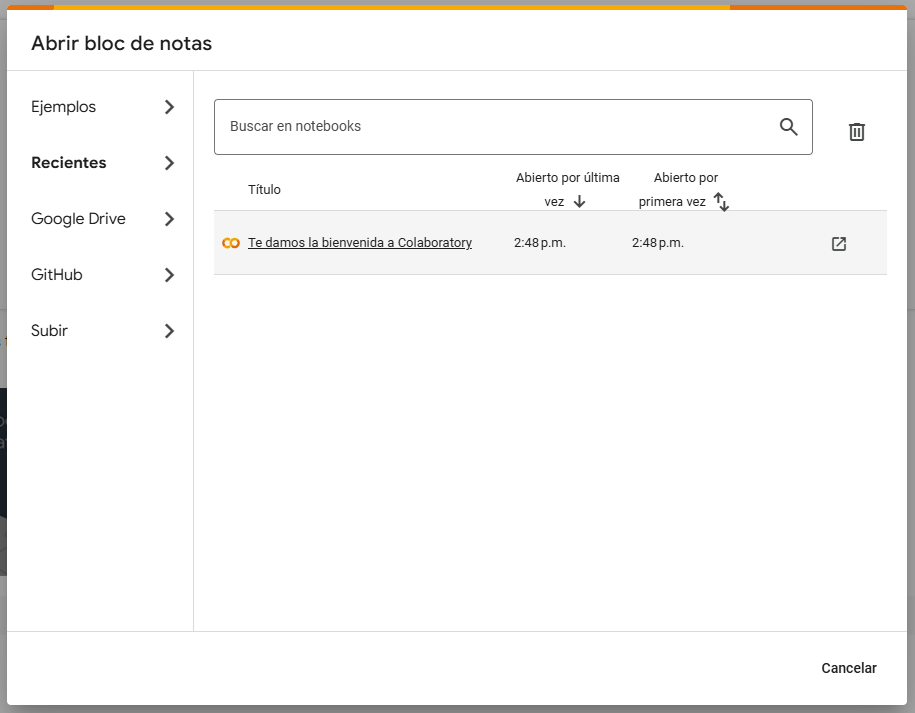 Abrir bloc de notas
Ejemplos
Recientes
Google Drive
GitHub
Subir
Buscar en notebooks
Título
Abierto por última
vez
Abierto por
primera vez
Te damos la bienvenida a Colaboratory
2:48 p.m.
2:48 p.m.
Cancelar